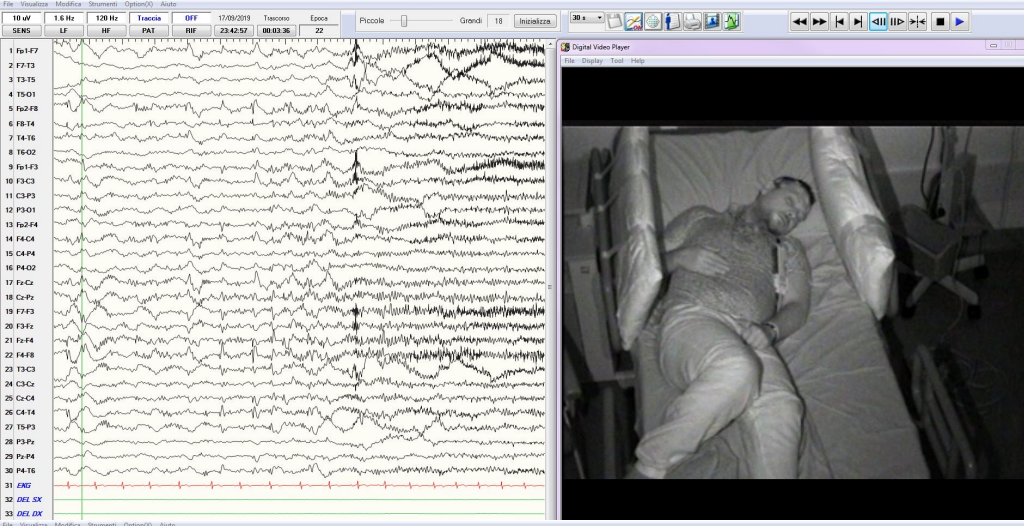 File Visualizza Modifica Strumenti Option(X) Aiuto
10 uV 1.6 Hz 120 Hz Traccia OFF 17/09/2019 Trascorso Epoca
SENS LF HF PAT RIF 23:42:57 00:03:36 22
Piccole Grandi 18 Inizializza
30 s
ON
1 Fp1-F7
2 F7-T3
3 T3-T5
4 T5-O1
5 Fp2-F8
6 F8-T4
7 T4-T6
8 T6-O2
9 Fp1-F3
10 F3-C3
11 C3-P3
12 P3-O1
13 Fp2-F4
14 F4-C4
15 C4-P4
16 P4-O2
17 Fz-Cz
18 Cz-Pz
19 F7-F3
20 F3-Fz
21 Fz-F4
22 F4-F8
23 T3-C3
24 C3-Cz
25 Cz-C4
26 C4-T4
27 T5-P3
28 P3-Pz
29 Pz-P4
30 P4-T6
31 EKG
32 DEL SX
33 DEL DX
Digital Video Player
File Display Tool Help
File Visualizza Modifica Strumenti Option(X) Aiuto